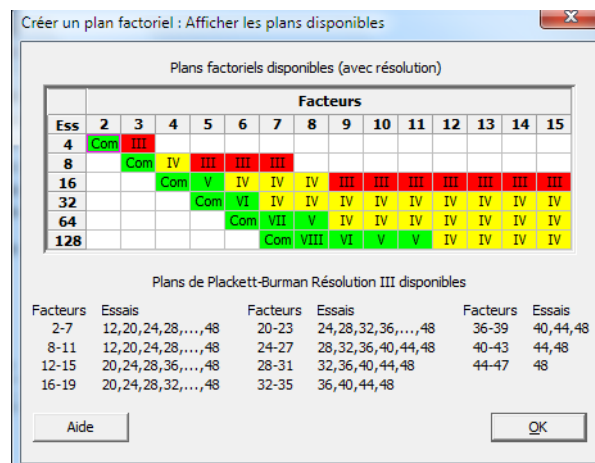 Créer un plan factoriel : Afficher les plans disponibles
X
Plans factoriels disponibles (avec résolution)
Facteurs
Ess 2 3 4 5 6 7 8 9 10 11 12 13 14 15
4 Com III
8 Com IV III III III
16 Com V IV IV IV III III III III III III III
32 Com VI IV IV IV IV IV IV IV IV IV
64 Com VII V IV IV IV IV IV IV IV
128 Com VIII VI V V IV IV IV IV
Plans de Plackett-Burman Résolution III disponibles
Facteurs Essais Facteurs Essais Facteurs Essais
2-7 12,20,24,28,...,48 20-23 24,28,32,36,...,48 36-39 40,44,48
8-11 12,20,24,28,...,48 24-27 28,32,36,40,44,48 40-43 44,48
12-15 20,24,28,36,...,48 28-31 32,36,40,44,48 44-47 48
16-19 20,24,28,32,...,48 32-35 36,40,44,48
Aide OK